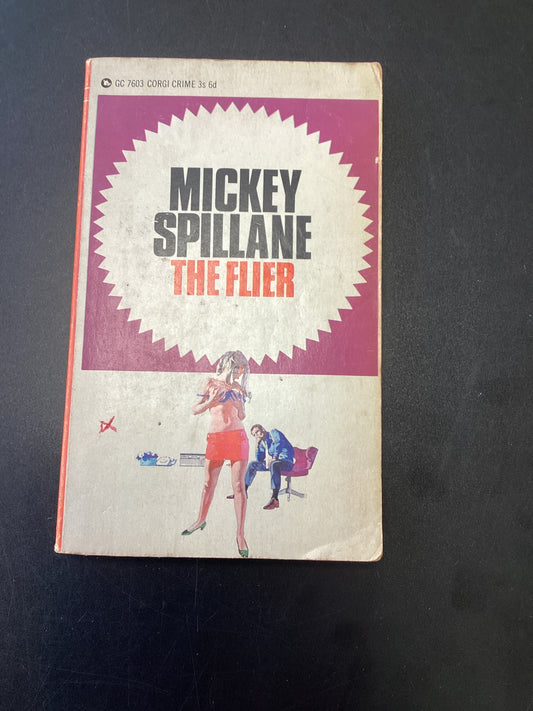 GC 7603 CORGI CRIME 3s 6d
MICKEY
SPILLANE
THE FLIER